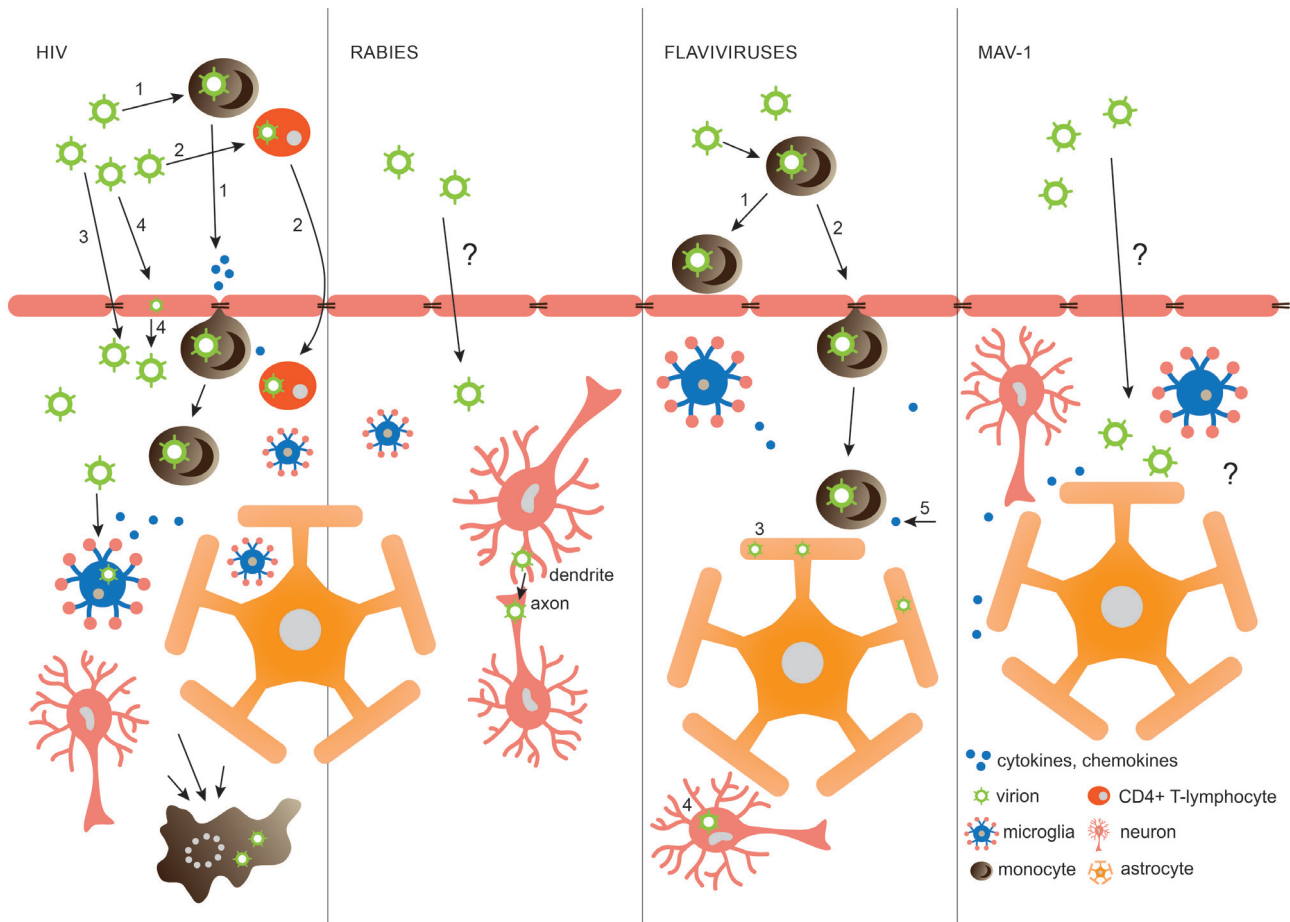 HIV
RABIES
FLAVIVIRUSES
MAV-1
1
2
1
2
3
4
4
?
dendrite
axon
1
2
3
5
4
?
?
cytokines, chemokines
virion
CD4+ T-lymphocyte
microglia
neuron
monocyte
astrocyte